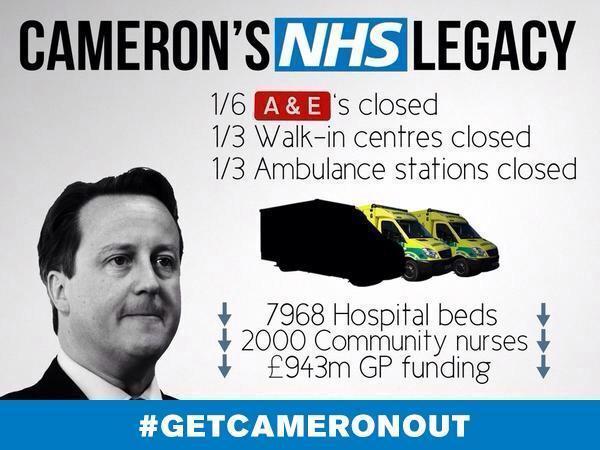 CAMERON'S NHS LEGACY
1/6 A & E 's closed
1/3 Walk-in centres closed
1/3 Ambulance stations closed
7968 Hospital beds
2000 Community nurses
£943m GP funding
#GETCAMERONOUT